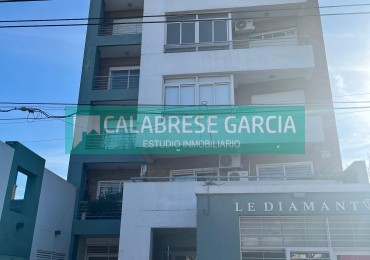 CALABRESE GARCIA
ESTUDIO INMOBILIARIO
LE DIAMANT